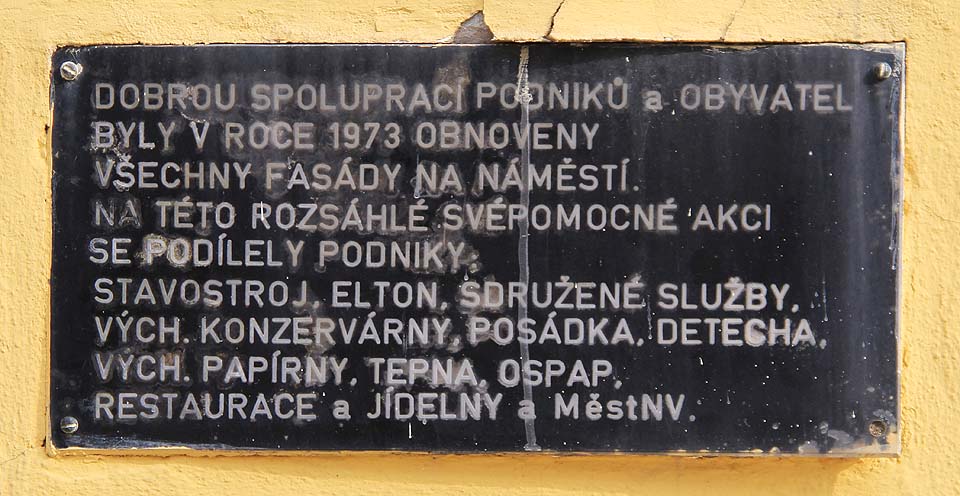 DOBROU SPOLUPRACÍ PODNIKŮ a OBYVATEL
BYLY V ROCE 1973 OBNOVENY
VŠECHNY FASÁDY NA NÁMĚSTÍ.
NA TÉTO ROZSÁHLÉ SVÉPOMOCNÉ AKCI
SE PODÍLELY PODNIKY,
STAVOSTROJ, ELTON, SDRUŽENÉ SLUŽBY,
VÝCH. KONZERVÁRNY, POSÁDKA, DETECHA,
VÝCH. PAPÍRNY, TEPNA, OSPAP,
RESTAURACE a JÍDELNY a MěstNV.